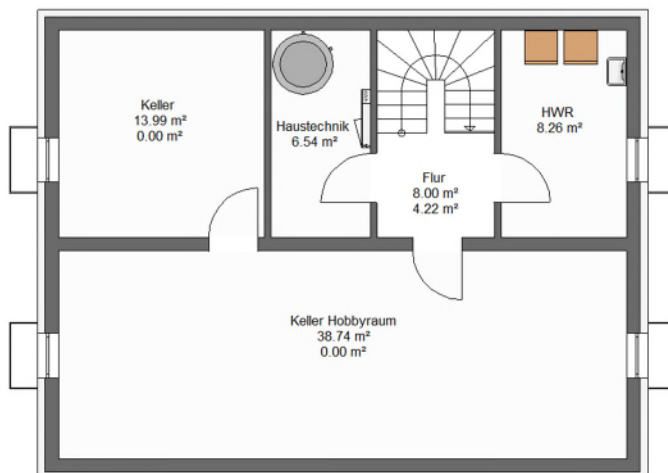 Keller
13.99 m²
0.00 m²
Haustechnik
6.54 m²
Flur
8.00 m²
4.22 m²
HWR
8.26 m²
Keller Hobbyraum
38.74 m²
0.00 m²